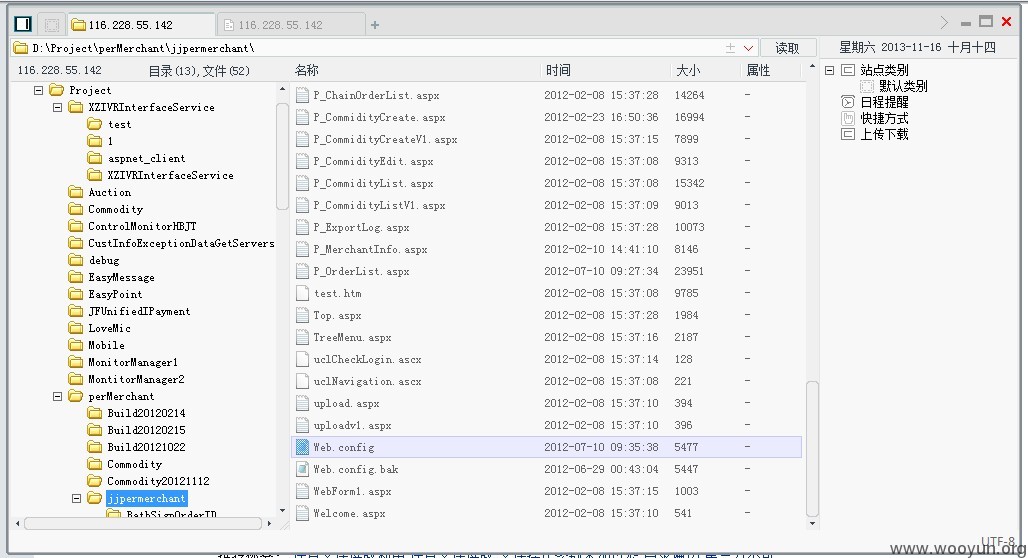 116.228.55.142
116.228.55.142
D:\Project\perMerchant\jjpermerchant\
读取
星期六 2013-11-16 十月十四
116.228.55.142 目录(13),文件(52)
名称 时间 大小 属性
Project
XZIVRInterfaceService
test
1
aspnet_client
XZIVRInterfaceService
Auction
Commodity
ControlMonitorHBJT
CustInfoExceptionDataGetServers
debug
EasyMessage
EasyPoint
JFUnifiedIPayment
LoveMic
Mobile
MonitorManager1
MontitorManager2
perMerchant
Build20120214
Build20120215
Build20121022
Commodity
Commodity20121112
jjpermerchant
BathSignOrderID
P_ChainOrderList.aspx 2012-02-08 15:37:28 14264 -
P_CommidityCreate.aspx 2012-02-23 16:50:36 16994 -
P_CommidityCreateV1.aspx 2012-02-08 15:37:15 7899 -
P_CommidityEdit.aspx 2012-02-08 15:37:08 9313 -
P_CommidityList.aspx 2012-02-08 15:37:08 15342 -
P_CommidityListV1.aspx 2012-02-08 15:37:09 9013 -
P_ExportLog.aspx 2012-02-08 15:37:28 10073 -
P_MerchantInfo.aspx 2012-02-10 14:41:10 8146 -
P_OrderList.aspx 2012-07-10 09:27:34 23951 -
test.htm 2012-02-08 15:37:08 9785 -
Top.aspx 2012-02-08 15:37:28 1984 -
TreeMenu.aspx 2012-02-08 15:37:16 2187 -
uclCheckLogin.ascx 2012-02-08 15:37:14 128 -
uclNavigation.ascx 2012-02-08 15:37:08 221 -
upload.aspx 2012-02-08 15:37:10 394 -
uploadv1.aspx 2012-02-08 15:37:10 396 -
Web.config 2012-07-10 09:35:38 5477 -
Web.config.bak 2012-06-29 00:43:04 5447 -
WebForm1.aspx 2012-02-08 15:37:15 1003 -
Welcome.aspx 2012-02-08 15:37:10 541 -
站点类别
默认类别
日程提醒
快捷方式
上传下载
UTF-8
www.wooyun.org